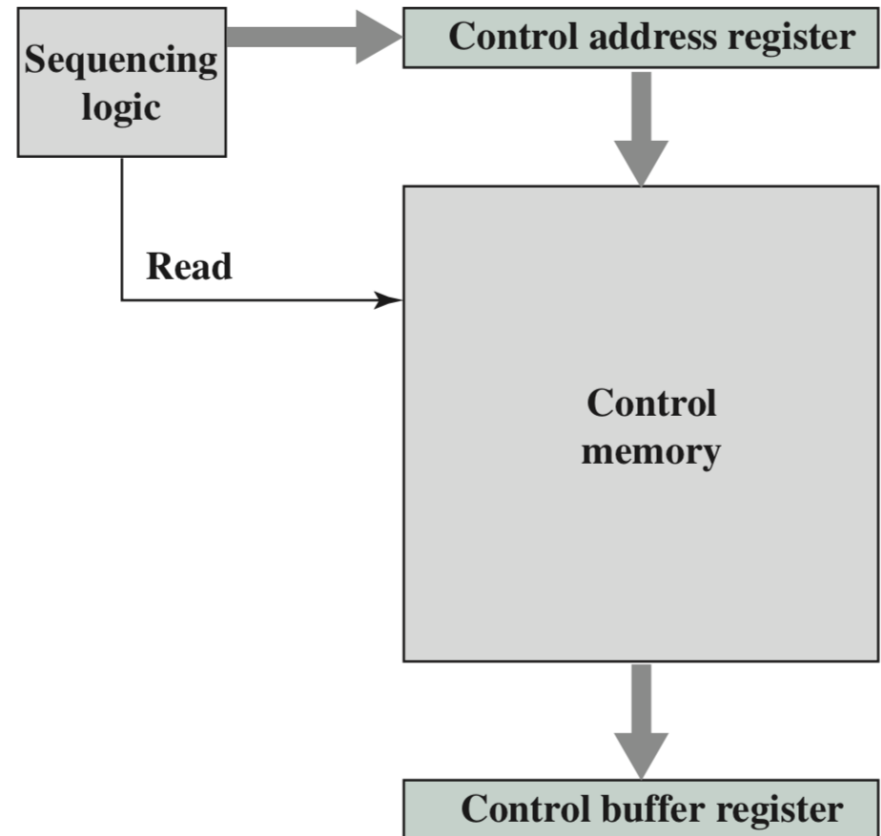 Sequencing
logic
Control address register
Read
Control
memory
Control buffer register